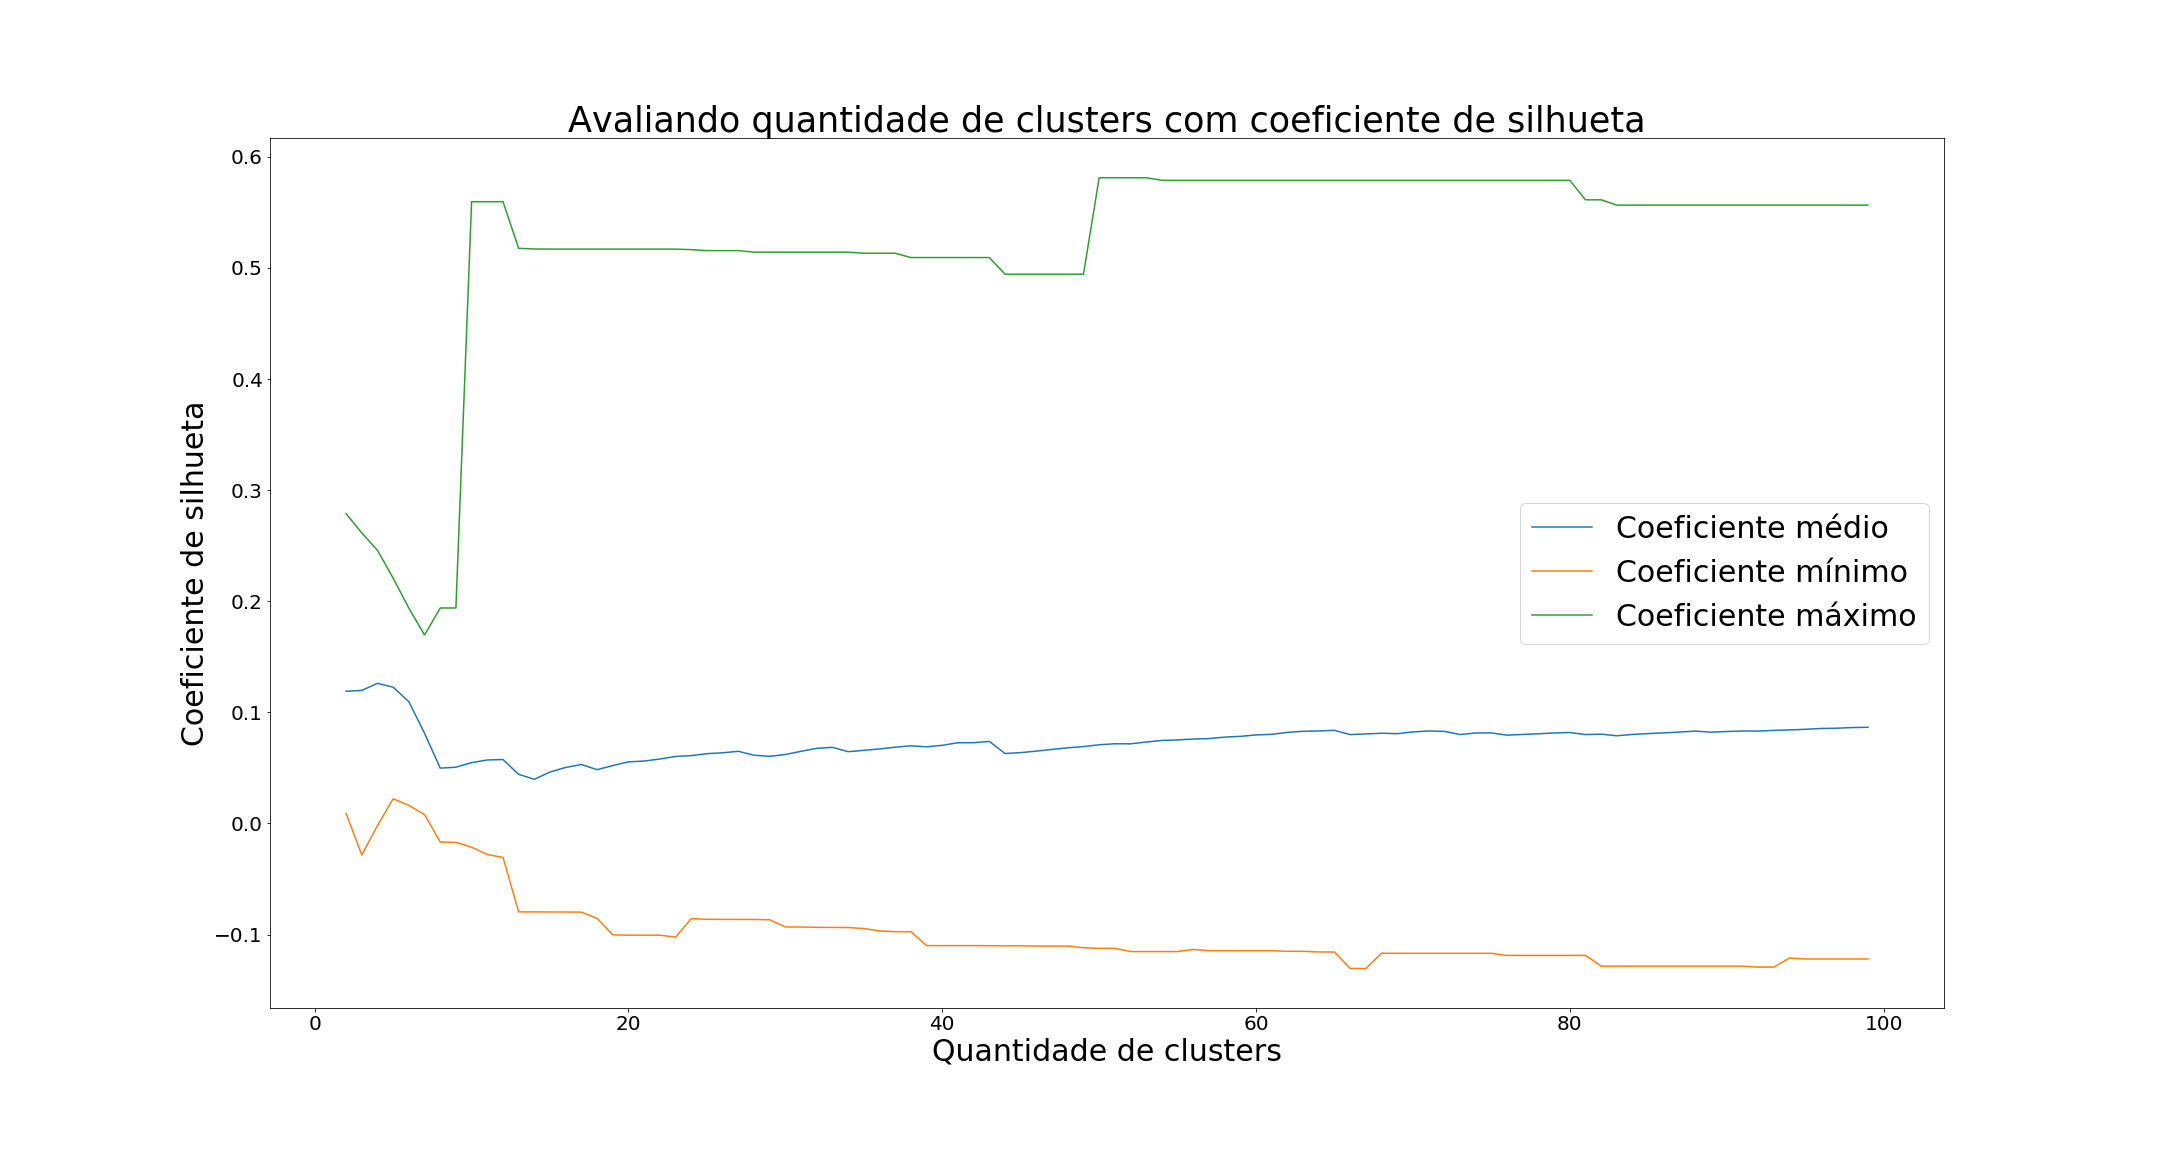 Avaliando quantidade de clusters com coeficiente de silhueta
0.6
0.5
0.4
0.3
0.2
0.1
0.0
−0.1
Coeficiente de silhueta
Coeficiente médio
Coeficiente mínimo
Coeficiente máximo
0 20 40 60 80 100
Quantidade de clusters